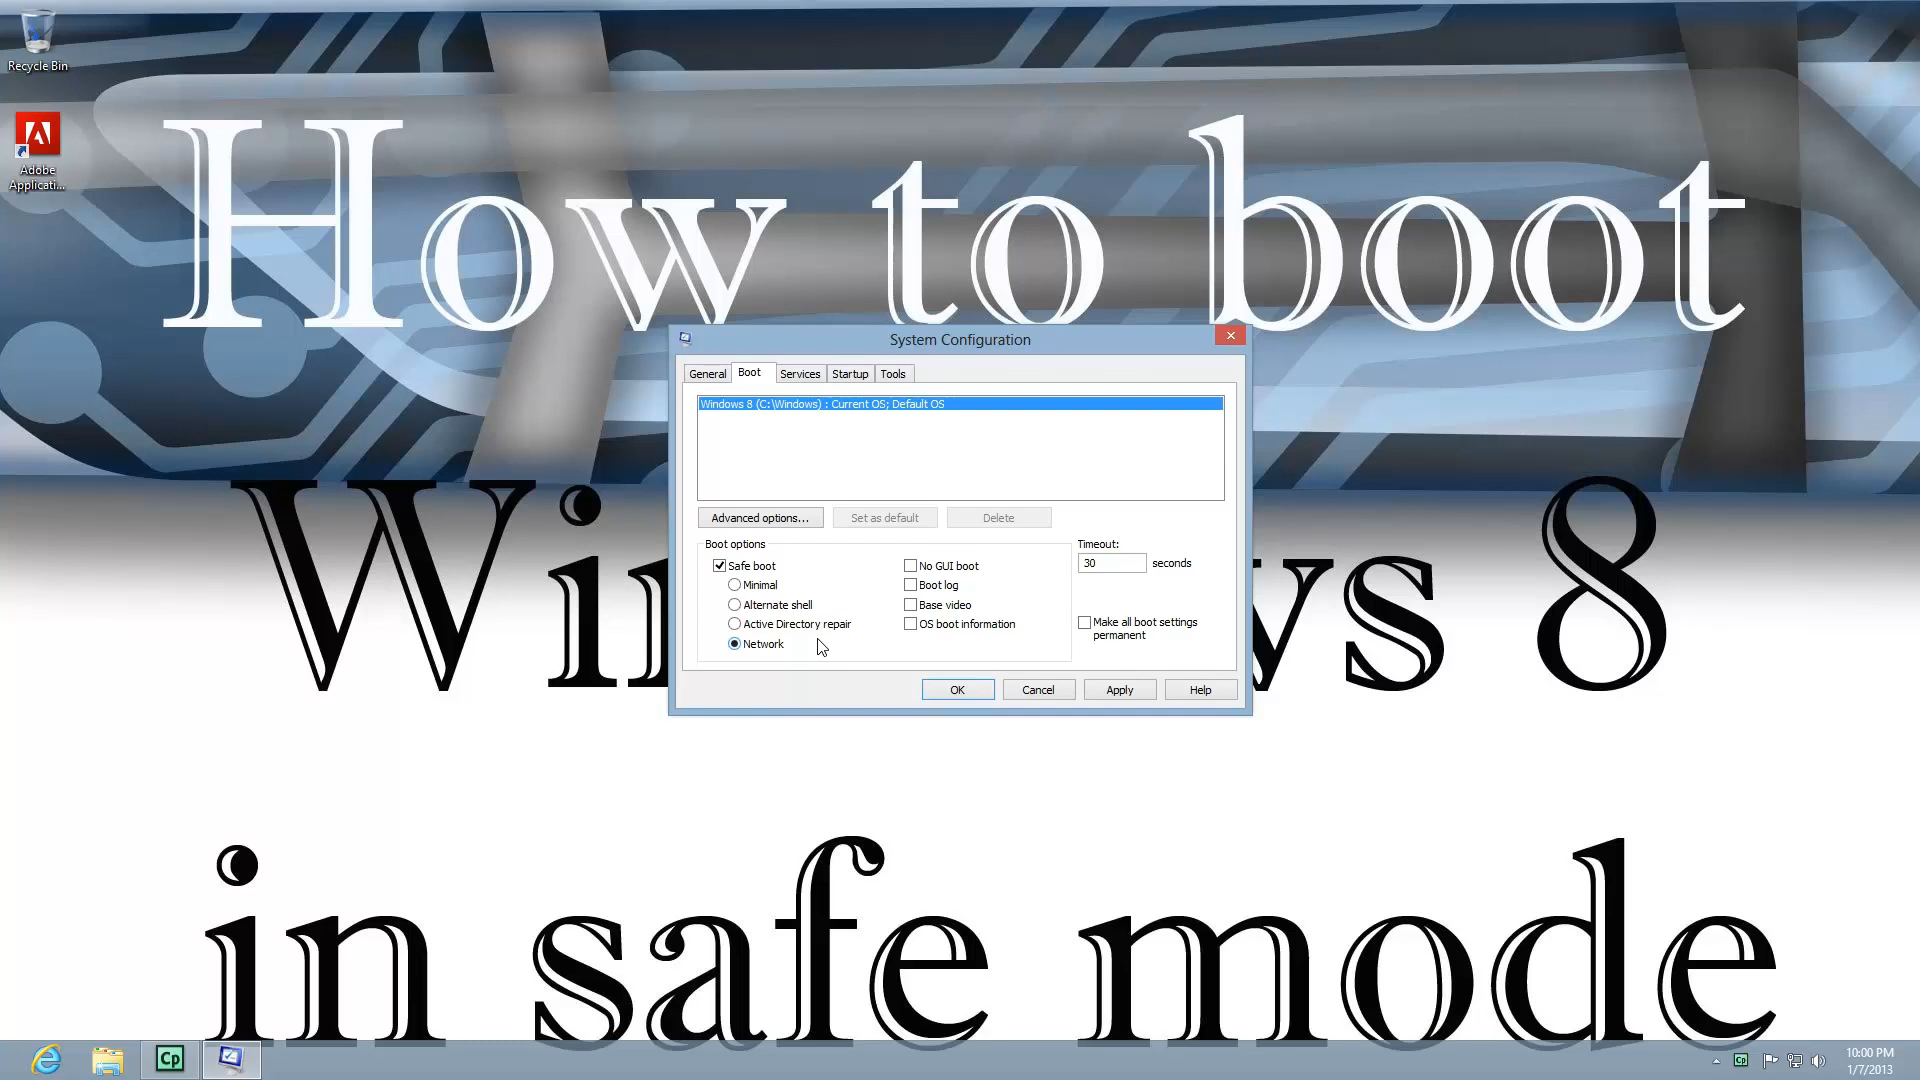 Recycle Bin
Adobe
Applicati...
How to boot
Wi
ws 8
in safe mode
System Configuration
General
Boot
Services
Startup
Tools
Windows 8 (C:\Windows) : Current OS; Default OS
Advanced options...
Set as default
Delete
Boot options
Safe boot
Minimal
Alternate shell
Active Directory repair
Network
No GUI boot
Boot log
Base video
OS boot information
Timeout:
30 seconds
Make all boot settings
permanent
OK
Cancel
Apply
Help
Cp
Cp
10:00 PM
1/7/2013